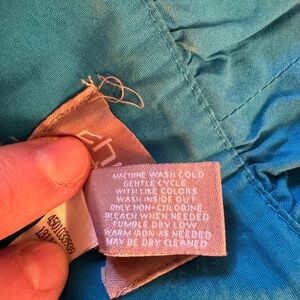 MACHINE WASH COLD
GENTLE CYCLE
WITH LIKE COLORS
WASH INSIDE OUT
ONLY NON-CHLORINE
BLEACH WHEN NEEDED
TUMBLE DRY LOW
WARM IRON AS NEEDED
MAY BE DRY CLEANED